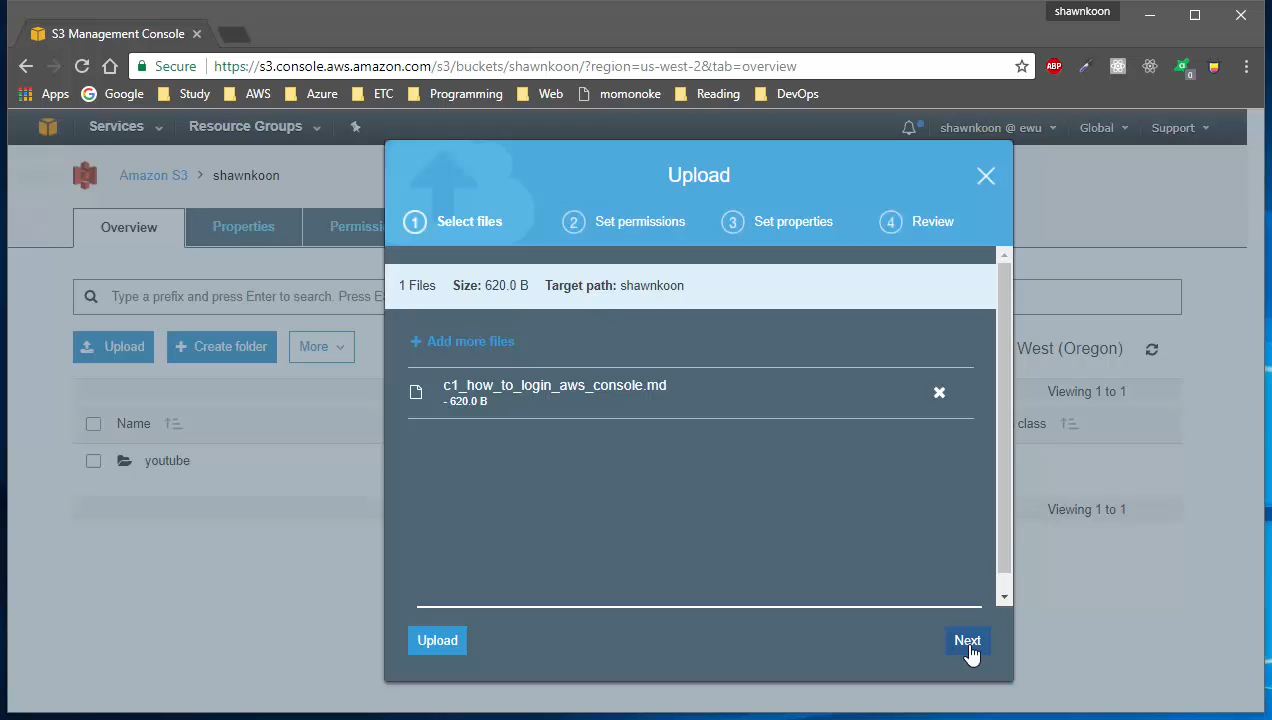 shawnkoon
S3 Management Console
Secure https://s3.console.aws.amazon.com/s3/buckets/shawnkoon/?region=us-west-2&tab=overview
ABP
0
Apps Google Study AWS Azure ETC Programming Web momonoke Reading DevOps
Services Resource Groups shawnkoon @ ewu Global Support
Amazon S3 > shawnkoon
Upload
1 Select files 2 Set permissions 3 Set properties 4 Review
Overview Properties Permissi
1 Files Size: 620.0 B Target path: shawnkoon
Type a prefix and press Enter to search. Press E
Upload Create folder More
Add more files
West (Oregon)
Viewing 1 to 1
c1_how_to_login_aws_console.md
- 620.0 B
Name
class
youtube
Viewing 1 to 1
Upload Next